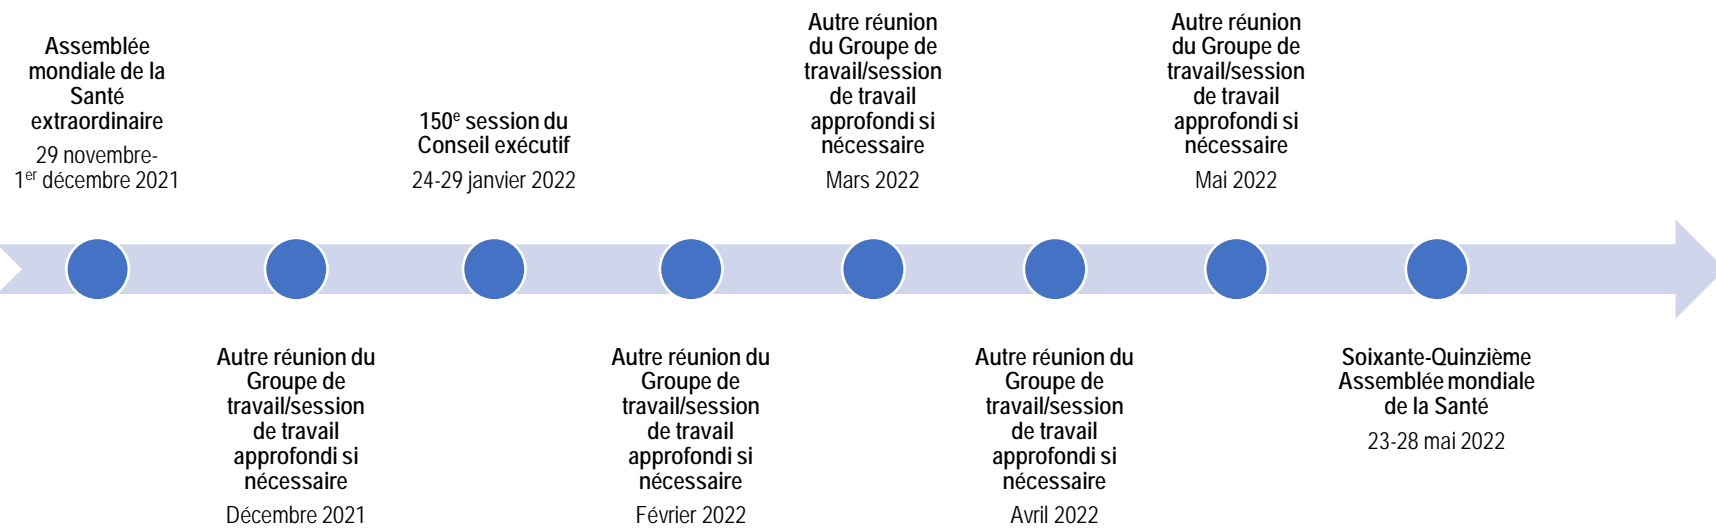 Assemblée
mondiale de la
Santé
extraordinaire
29 novembre-
1er décembre 2021
Autre réunion du
Groupe de
travail/session
de travail
approfondi si
nécessaire
Décembre 2021
150e session du
Conseil exécutif
24-29 janvier 2022
Autre réunion du
Groupe de
travail/session
de travail
approfondi si
nécessaire
Février 2022
Autre réunion
du Groupe de
travail/session
de travail
approfondi si
nécessaire
Mars 2022
Autre réunion du
Groupe de
travail/session
de travail
approfondi si
nécessaire
Avril 2022
Autre réunion
du Groupe de
travail/session
de travail
approfondi si
nécessaire
Mai 2022
Soixante-Quinzième
Assemblée mondiale
de la Santé
23-28 mai 2022